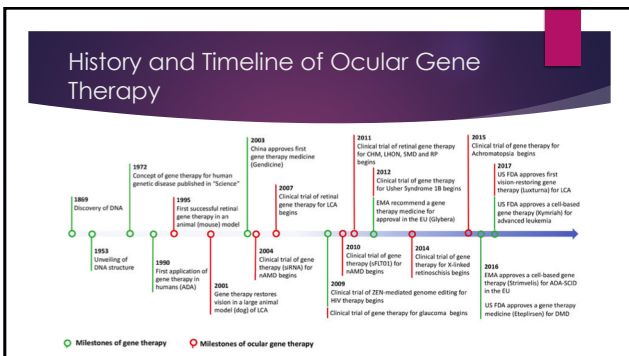 History and Timeline of Ocular Gene
Therapy
1869
Discovery of DNA
1953
Unveiling of
DNA structure
1972
Concept of gene therapy for human
genetic disease published in "Science"
1990
First application of
gene therapy in
humans (ADA)
1995
First successful retinal
gene therapy in an
animal (mouse) model
2001
Gene therapy restores
vision in a large animal
model (dog) of LCA
2003
China approves first
gene therapy medicine
(Gendicine)
2004
Clinical trial of gene
therapy (siRNA) for
nAMD begins
2007
Clinical trial of retinal
gene therapy for LCA
begins
2009
Clinical trial of ZEN-mediated genome editing for
HIV therapy begins
Clinical trial of gene therapy for glaucoma begins
2010
Clinical trial of gene
therapy (sFLT01) for
nAMD begins
2011
Clinical trial of retinal gene therapy
for CHM, LHON, SMD and RP
begins
2012
Clinical trial of gene therapy
for Usher Syndrome 1B begins
EMA recommend a gene
therapy medicine for
approval in the EU (Glybera)
2014
Clinical trial of gene
therapy for X-linked
retinoschisis begins
2015
Clinical trial of gene therapy for
Achromatopsia begins
2016
EMA approves a cell-based gene
therapy (Strimvelis) for ADA-SCID
in the EU
US FDA approves a gene therapy
medicine (Eteplirsen) for DMD
2017
US FDA approves first
vision-restoring gene
therapy (Luxturna) for LCA
US FDA approves a cell-based
gene therapy (Kymriah) for
advanced leukemia
Milestones of gene therapy
Milestones of ocular gene therapy